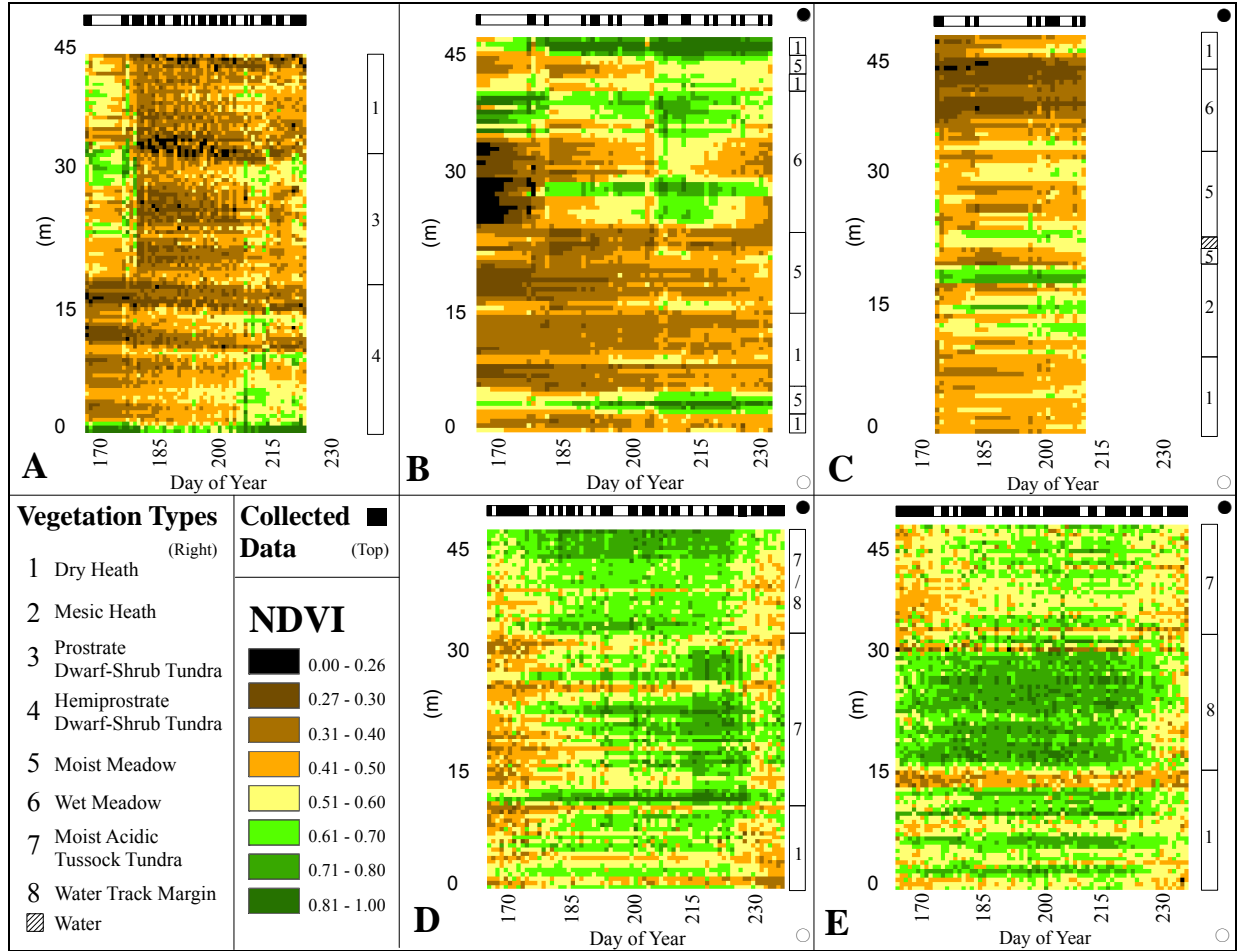 45
30
15
0
(m)
1
3
4
170
185
200
215
230
Day of Year
A
45
30
15
0
(m)
1
5
1
6
5
1
5
1
170
185
200
215
230
Day of Year
B
45
30
15
0
(m)
1
6
5
5
2
1
170
185
200
215
230
Day of Year
C
Vegetation Types
(Right)
1 Dry Heath
2 Mesic Heath
3 Prostrate
Dwarf-Shrub Tundra
4 Hemiprostrate
Dwarf-Shrub Tundra
5 Moist Meadow
6 Wet Meadow
7 Moist Acidic
Tussock Tundra
8 Water Track Margin
Water
Collected
Data (Top)
NDVI
0.00 - 0.26
0.27 - 0.30
0.31 - 0.40
0.41 - 0.50
0.51 - 0.60
0.61 - 0.70
0.71 - 0.80
0.81 - 1.00
45
30
15
0
(m)
7
/
8
7
1
170
185
200
215
230
Day of Year
D
45
30
15
0
(m)
7
8
1
170
185
200
215
230
Day of Year
E